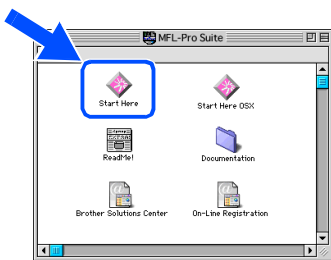 MFL-Pro Suite
Start Here
Start Here OSX
ReadMe!
Documentation
Brother Solutions Center
On-Line Registration